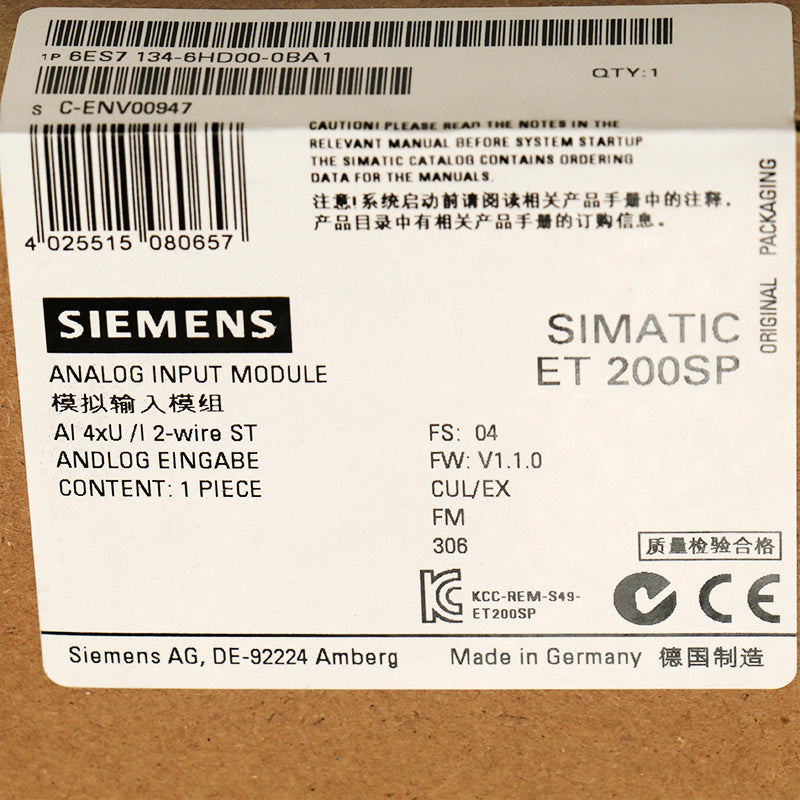 1P 6ES7 134-6HD00-0BA1
QTY:1
S C-ENV00947
CAUTION! PLEASE READ THE NOTES IN THE
RELEVANT MANUAL BEFORE SYSTEM STARTUP
THE SIMATIC CATALOG CONTAINS ORDERING
DATA FOR THE MANUALS.
注意!系统启动前请阅读相关产品手册中的注释,
产品目录中有相关产品手册的订购信息。
4 025515 080657
ORIGINAL PACKAGING
SIEMENS
SIMATIC
ET 200SP
ANALOG INPUT MODULE
模拟输入模组
AI 4xU /I 2-wire ST
ANDLOG EINGABE
CONTENT: 1 PIECE
FS: 04
FW: V1.1.0
CUL/EX
FM
306
质量检验合格
KCC-REM-S49-
ET200SP
CE
Siemens AG, DE-92224 Amberg
Made in Germany 德国制造